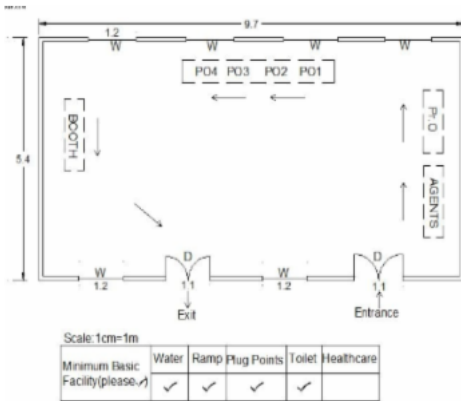 9.7
1.2
W W W W
PO4 PO3 PO2 PO1
5.4
BOOTH
Pr.O
AGENTS
W D W D
1.2 1.1 1.2 1.1
Exit Entrance
Scale:1cm=1m
Minimum Basic Facility(please✓) Water Ramp Plug Points Toilet Healthcare
✓ ✓ ✓ ✓